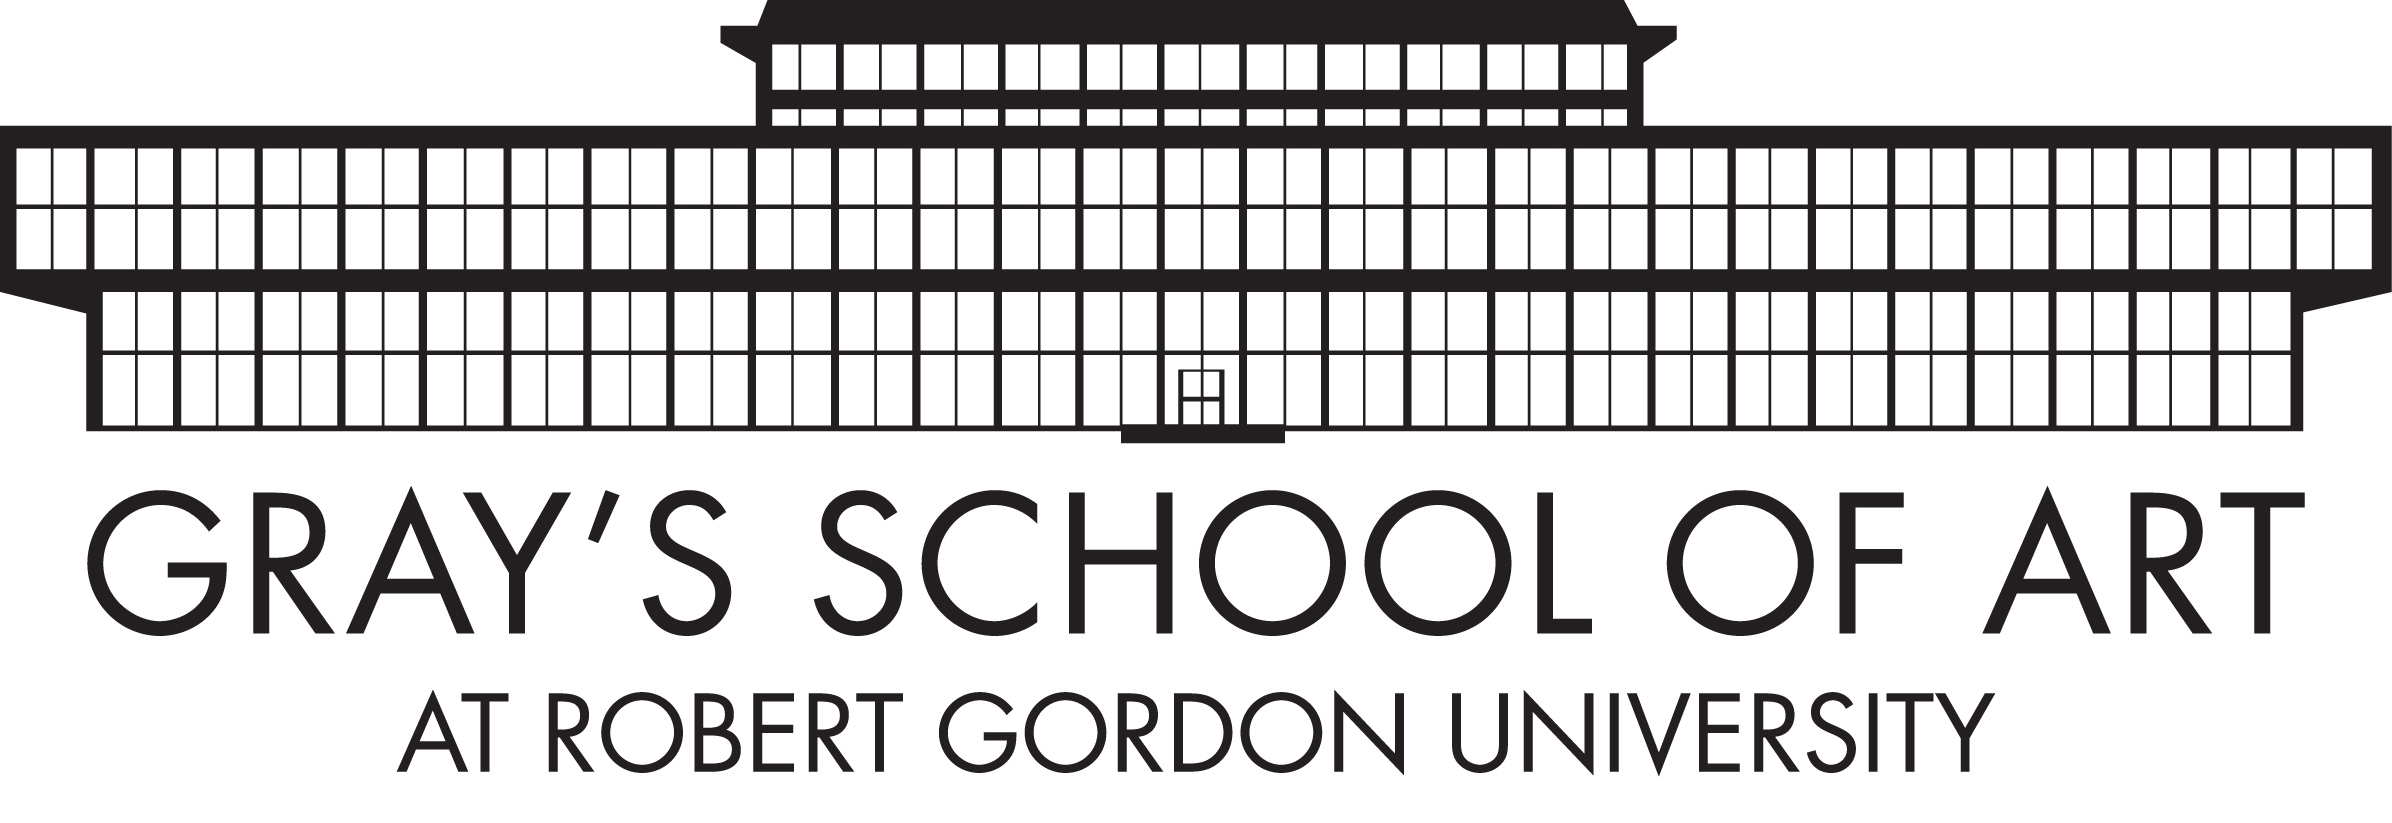 GRAY’S SCHOOL OF ART
AT ROBERT GORDON UNIVERSITY